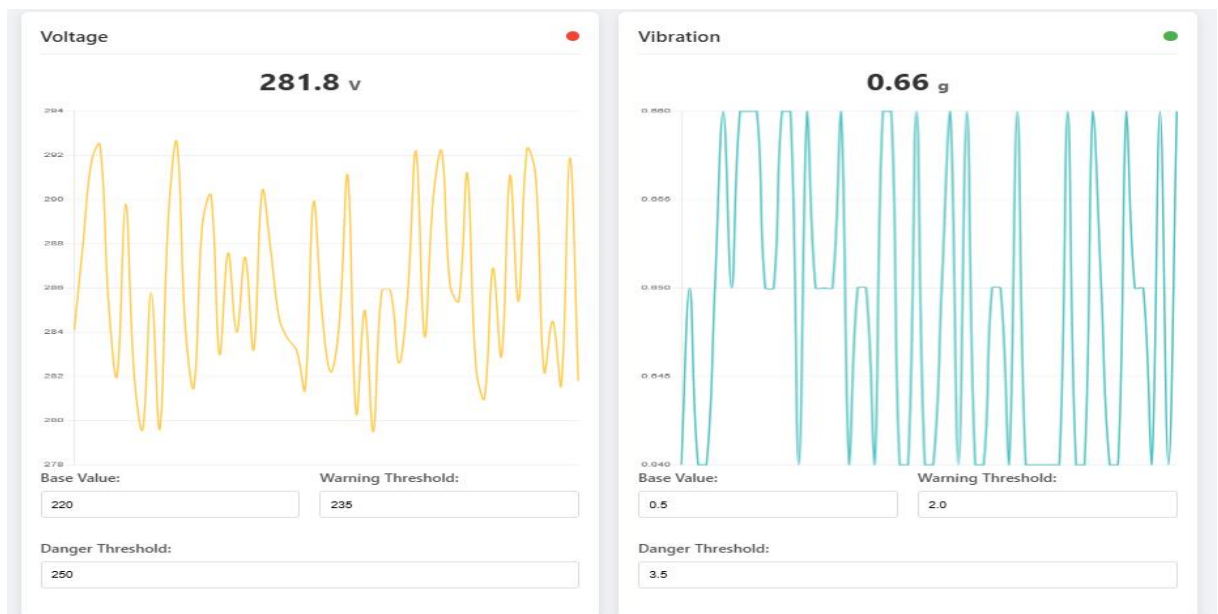 Voltage
281.8 V
294
292
290
288
286
284
282
280
278
Base Value:
Warning Threshold:
220
235
Danger Threshold:
250
Vibration
0.66 g
0.660
0.655
0.650
0.645
0.640
Base Value:
Warning Threshold:
0.5
2.0
Danger Threshold:
3.5